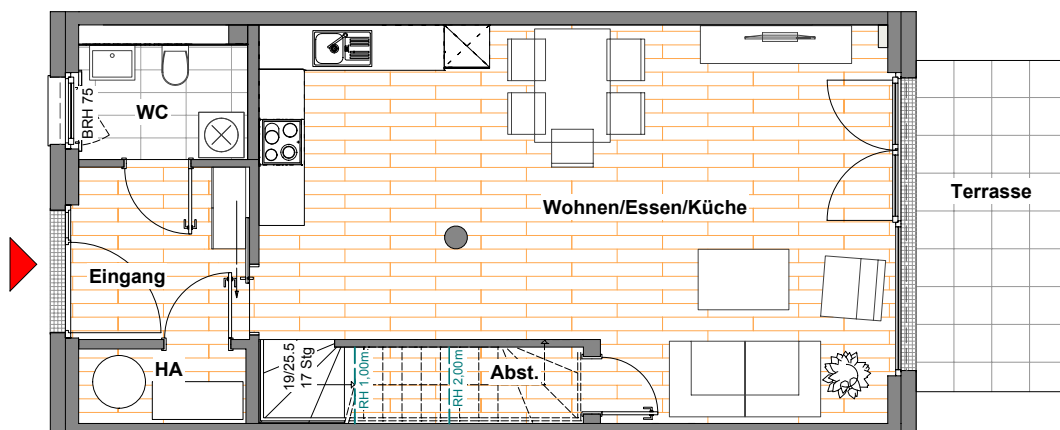 BRH 75
WC
Wohnen/Essen/Küche
Terrasse
Eingang
HA
19/25.5
17 Stg
RH 1,00m
RH 2,00m
Abst.